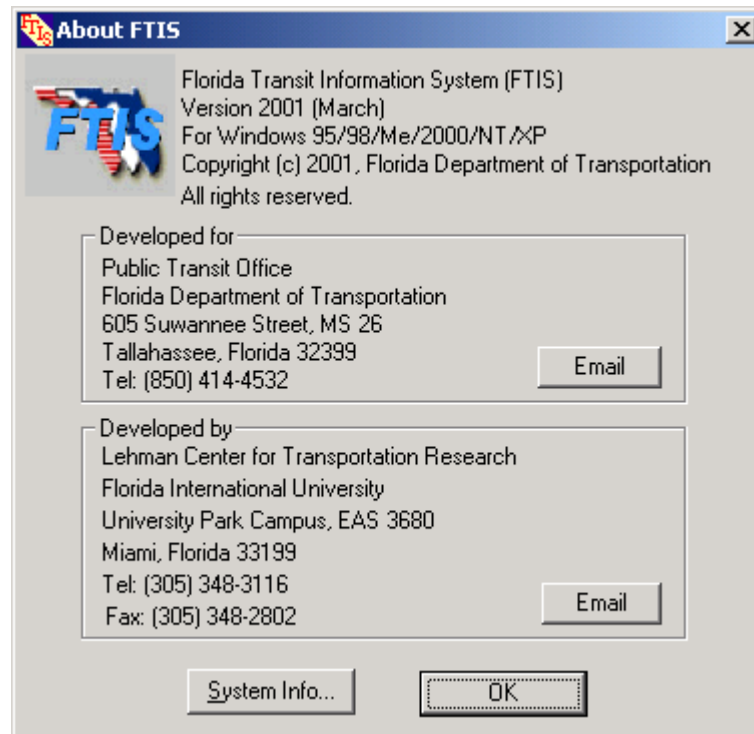 About FTIS
FTIS
Florida Transit Information System (FTIS)
Version 2001 (March)
For Windows 95/98/Me/2000/NT/XP
Copyright (c) 2001, Florida Department of Transportation
All rights reserved.
Developed for
Public Transit Office
Florida Department of Transportation
605 Suwannee Street, MS 26
Tallahassee, Florida 32399
Tel: (850) 414-4532
Email
Developed by
Lehman Center for Transportation Research
Florida International University
University Park Campus, EAS 3680
Miami, Florida 33199
Tel: (305) 348-3116
Fax: (305) 348-2802
Email
System Info...
OK